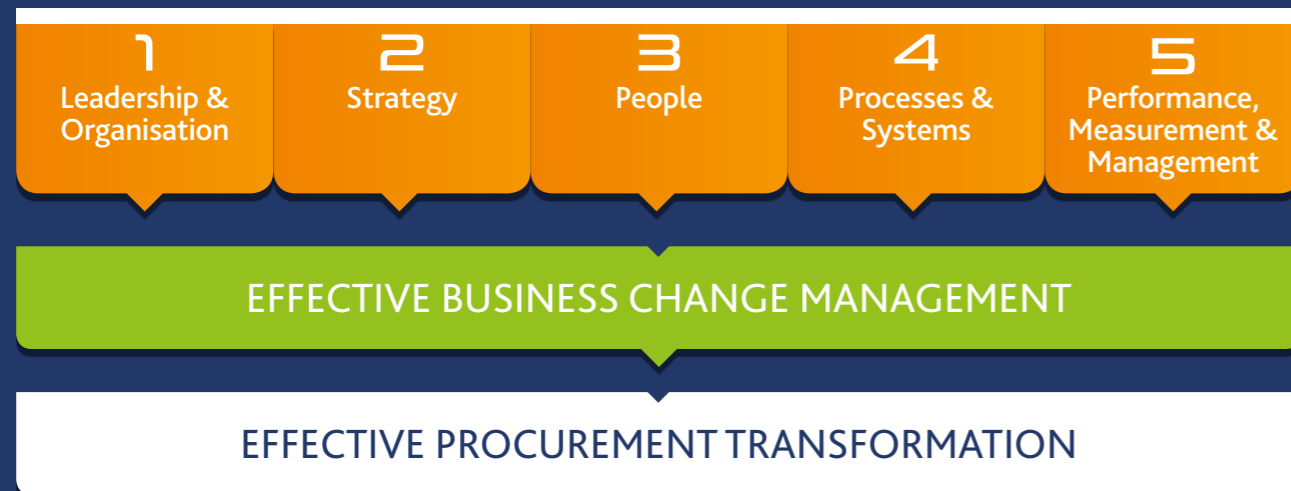 1
Leadership &
Organisation
2
Strategy
3
People
4
Processes &
Systems
5
Performance,
Measurement &
Management
EFFECTIVE BUSINESS CHANGE MANAGEMENT
EFFECTIVE PROCUREMENT TRANSFORMATION